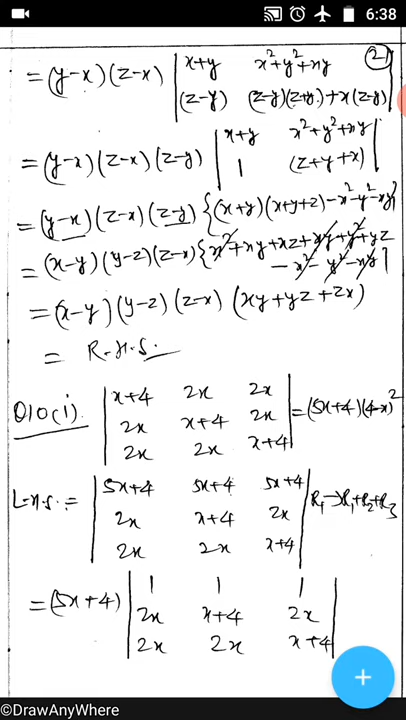 6:38
(21)
= (y-x)(z-x) | x+y x²+y²+xy |
| (z-y) (z-y)(z+y)+x(z-y) |
= (y-x)(z-x)(z-y) | x+y x²+y²+xy |
| 1 (z+y+x) |
= (y-x)(z-x)(z-y) {(x+y)(x+y+z)-x²-y²-xy}
= (x-y)(y-z)(z-x) {x²+xy+xz+xy+y²+yz
-x²-y²-xy}
= (x-y)(y-z)(z-x) (xy+yz+zx)
= R.H.S.
Q10(i). | x+4 2x 2x |
| 2x x+4 2x | = (5x+4)(4-x)²
| 2x 2x x+4 |
L.H.S. = | 5x+4 5x+4 5x+4 | R₁→R₁+R₂+R₃
| 2x x+4 2x |
| 2x 2x x+4 |
= (5x+4) | 1 1 1 |
| 2x x+4 2x |
| 2x 2x x+4 |
©DrawAnyWhere